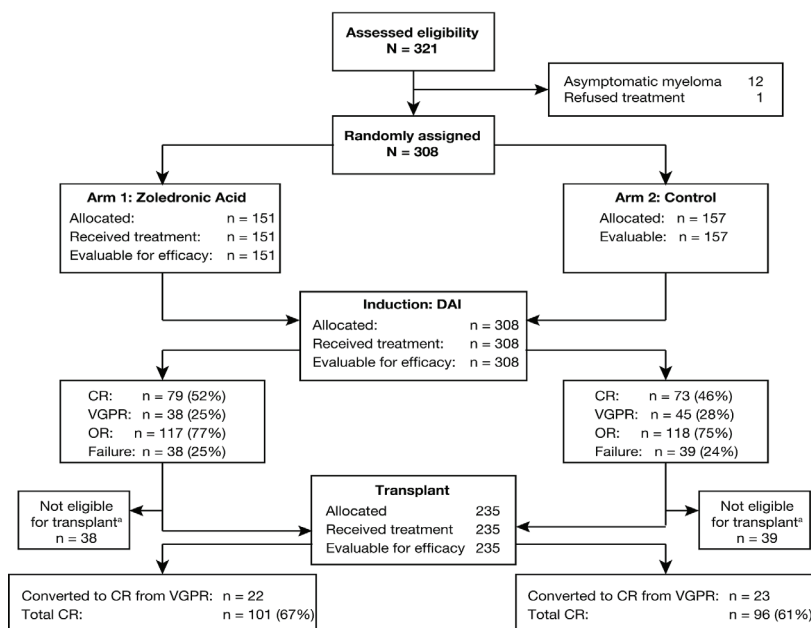 Assessed eligibility
N = 321
Asymptomatic myeloma 12
Refused treatment 1
Randomly assigned
N = 308
Arm 1: Zoledronic Acid
Allocated: n = 151
Received treatment: n = 151
Evaluable for efficacy: n = 151
Arm 2: Control
Allocated: n = 157
Evaluable: n = 157
Induction: DAI
Allocated: n = 308
Received treatment: n = 308
Evaluable for efficacy: n = 308
CR: n = 79 (52%)
VGPR: n = 38 (25%)
OR: n = 117 (77%)
Failure: n = 38 (25%)
CR: n = 73 (46%)
VGPR: n = 45 (28%)
OR: n = 118 (75%)
Failure: n = 39 (24%)
Not eligible
for transplantᵃ
n = 38
Transplant
Allocated 235
Received treatment 235
Evaluable for efficacy 235
Not eligible
for transplantᵃ
n = 39
Converted to CR from VGPR: n = 22
Total CR: n = 101 (67%)
Converted to CR from VGPR: n = 23
Total CR: n = 96 (61%)